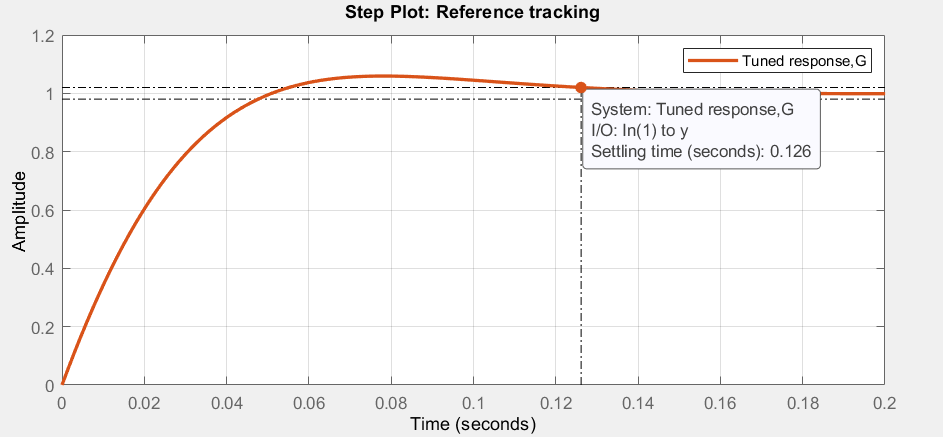 Step Plot: Reference tracking
1.2
Tuned response,G
1
System: Tuned response,G
I/O: In(1) to y
Settling time (seconds): 0.126
0.8
0.6
0.4
0.2
0
Amplitude
0 0.02 0.04 0.06 0.08 0.1 0.12 0.14 0.16 0.18 0.2
Time (seconds)